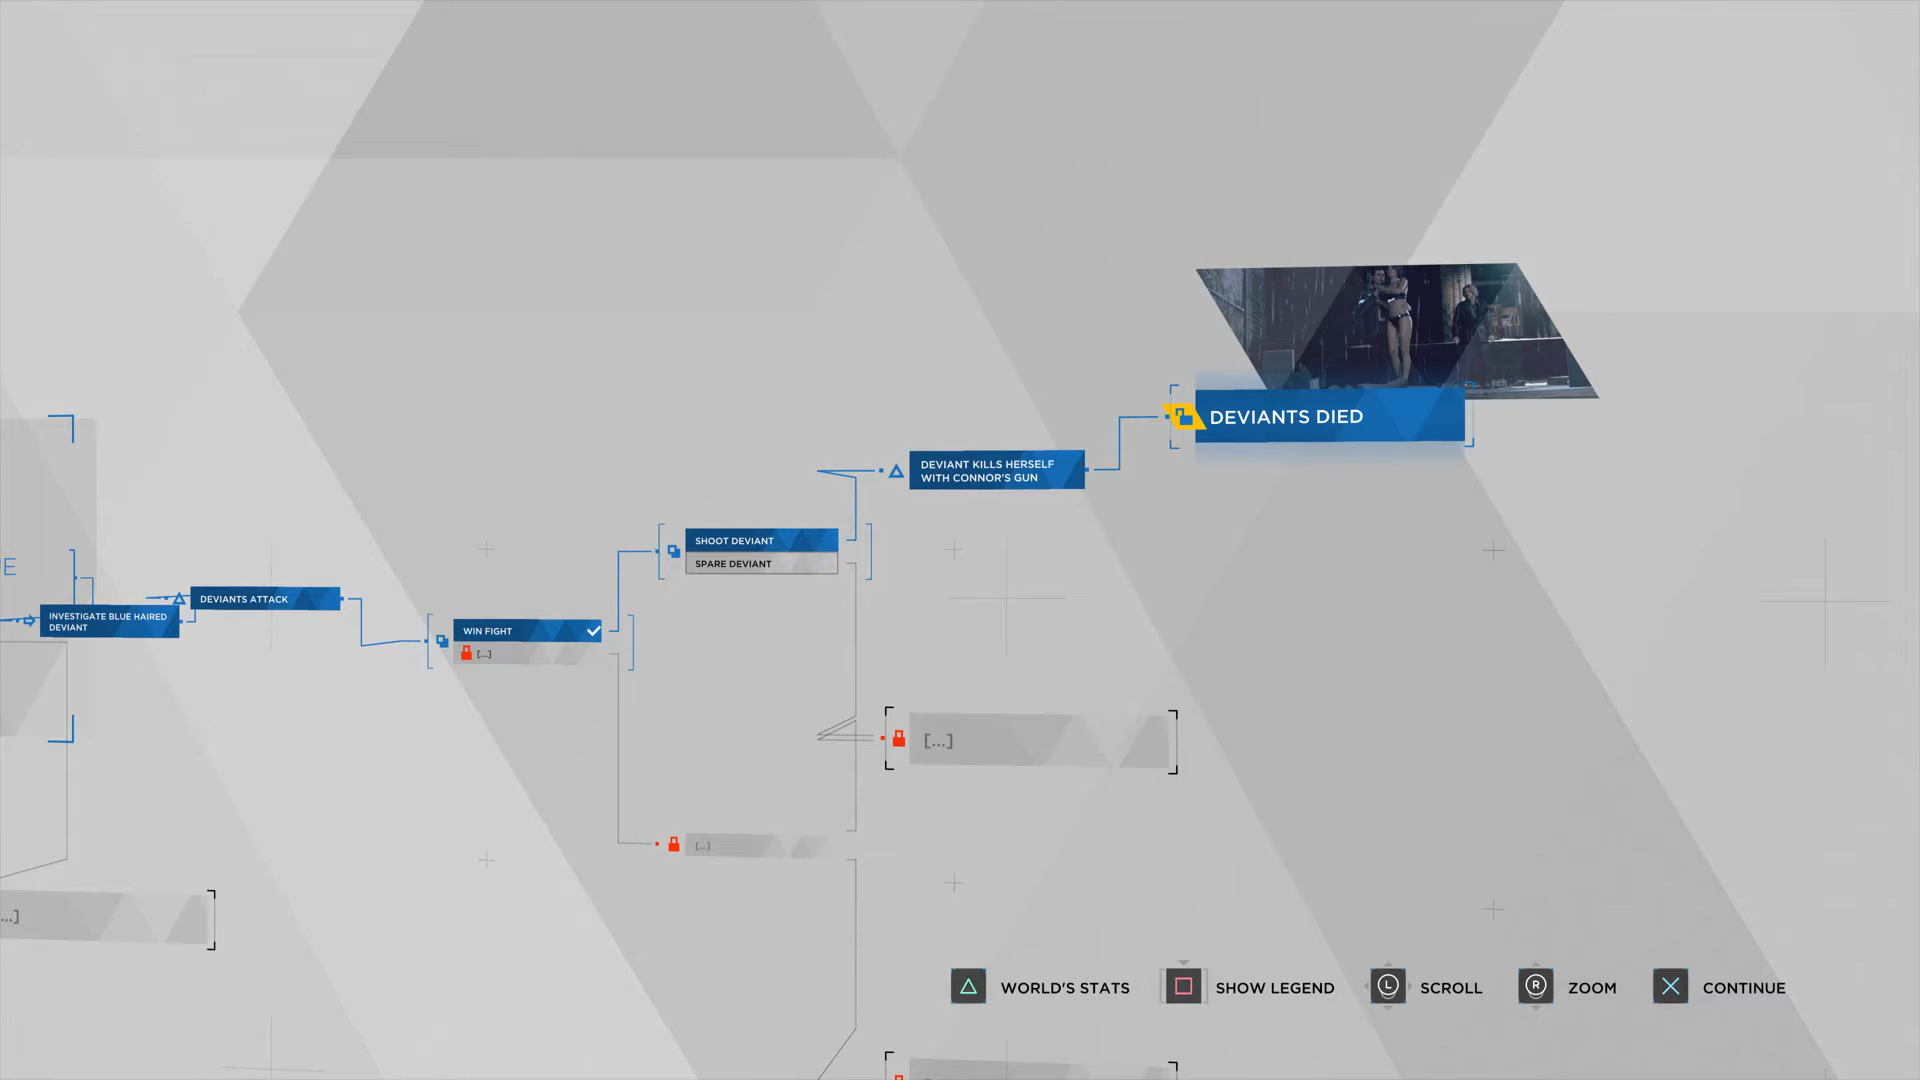 DEVIANTS DIED
DEVIANT KILLS HERSELF
WITH CONNOR'S GUN
SHOOT DEVIANT
SPARE DEVIANT
E
DEVIANTS ATTACK
INVESTIGATE BLUE HAIRED
DEVIANT
WIN FIGHT
[...]
[...]
[...]
...]
WORLD'S STATS
SHOW LEGEND
L
SCROLL
R
ZOOM
CONTINUE